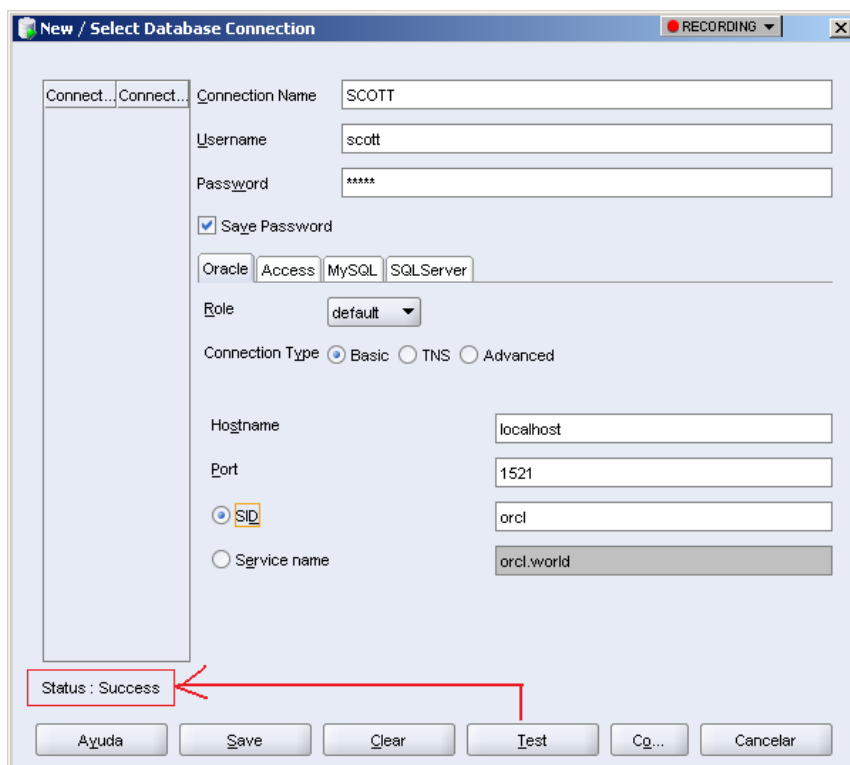 New / Select Database Connection
RECORDING
Connect... Connect...
Connection Name SCOTT
Username scott
Password *****
Save Password
Oracle Access MySQL SQLServer
Role default
Connection Type Basic TNS Advanced
Hostname localhost
Port 1521
SID orcl
Service name orcl.world
Status : Success
Ayuda Save Clear Test Co... Cancelar